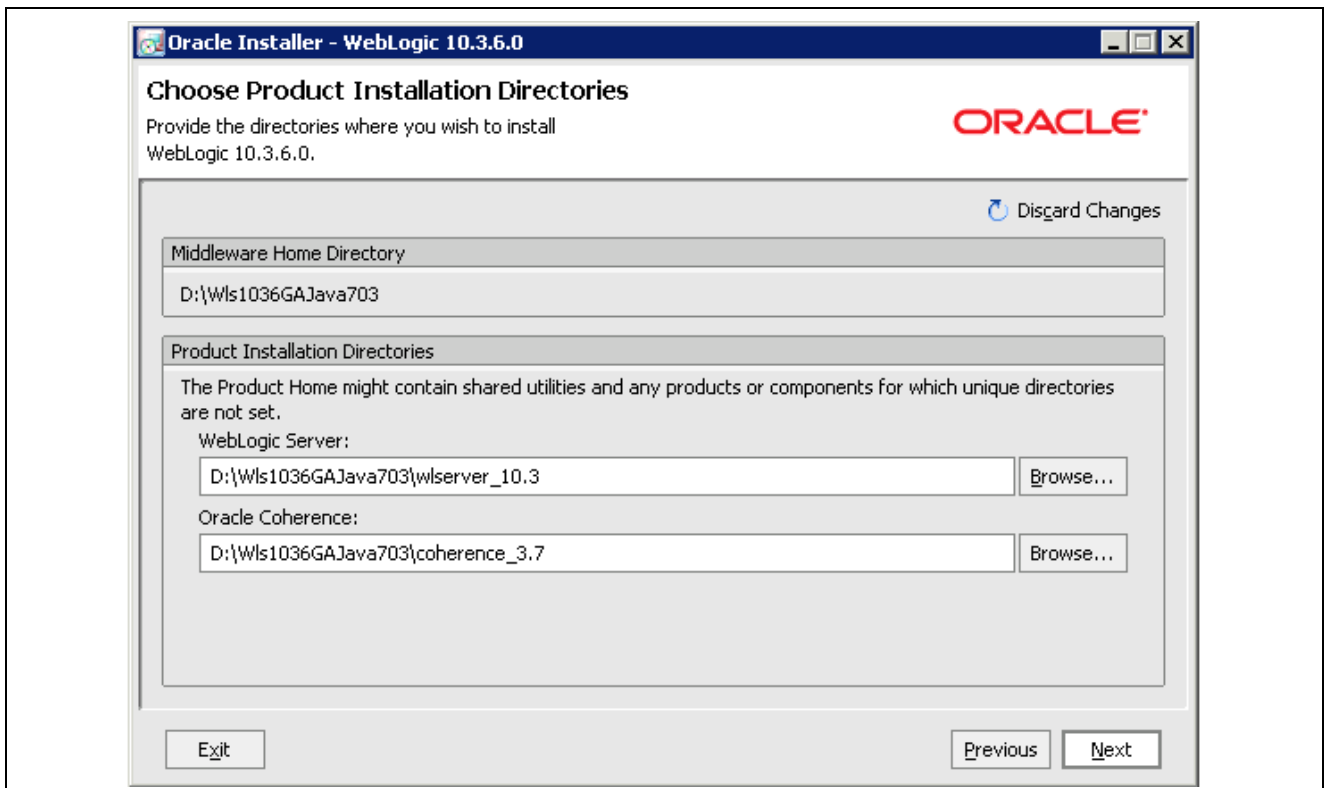 Oracle Installer - WebLogic 10.3.6.0
Choose Product Installation Directories
Provide the directories where you wish to install
WebLogic 10.3.6.0.
ORACLE
Discard Changes
Middleware Home Directory
D:\Wls1036GAJava703
Product Installation Directories
The Product Home might contain shared utilities and any products or components for which unique directories
are not set.
WebLogic Server:
D:\Wls1036GAJava703\wlserver_10.3
Browse...
Oracle Coherence:
D:\Wls1036GAJava703\coherence_3.7
Browse...
Exit
Previous
Next